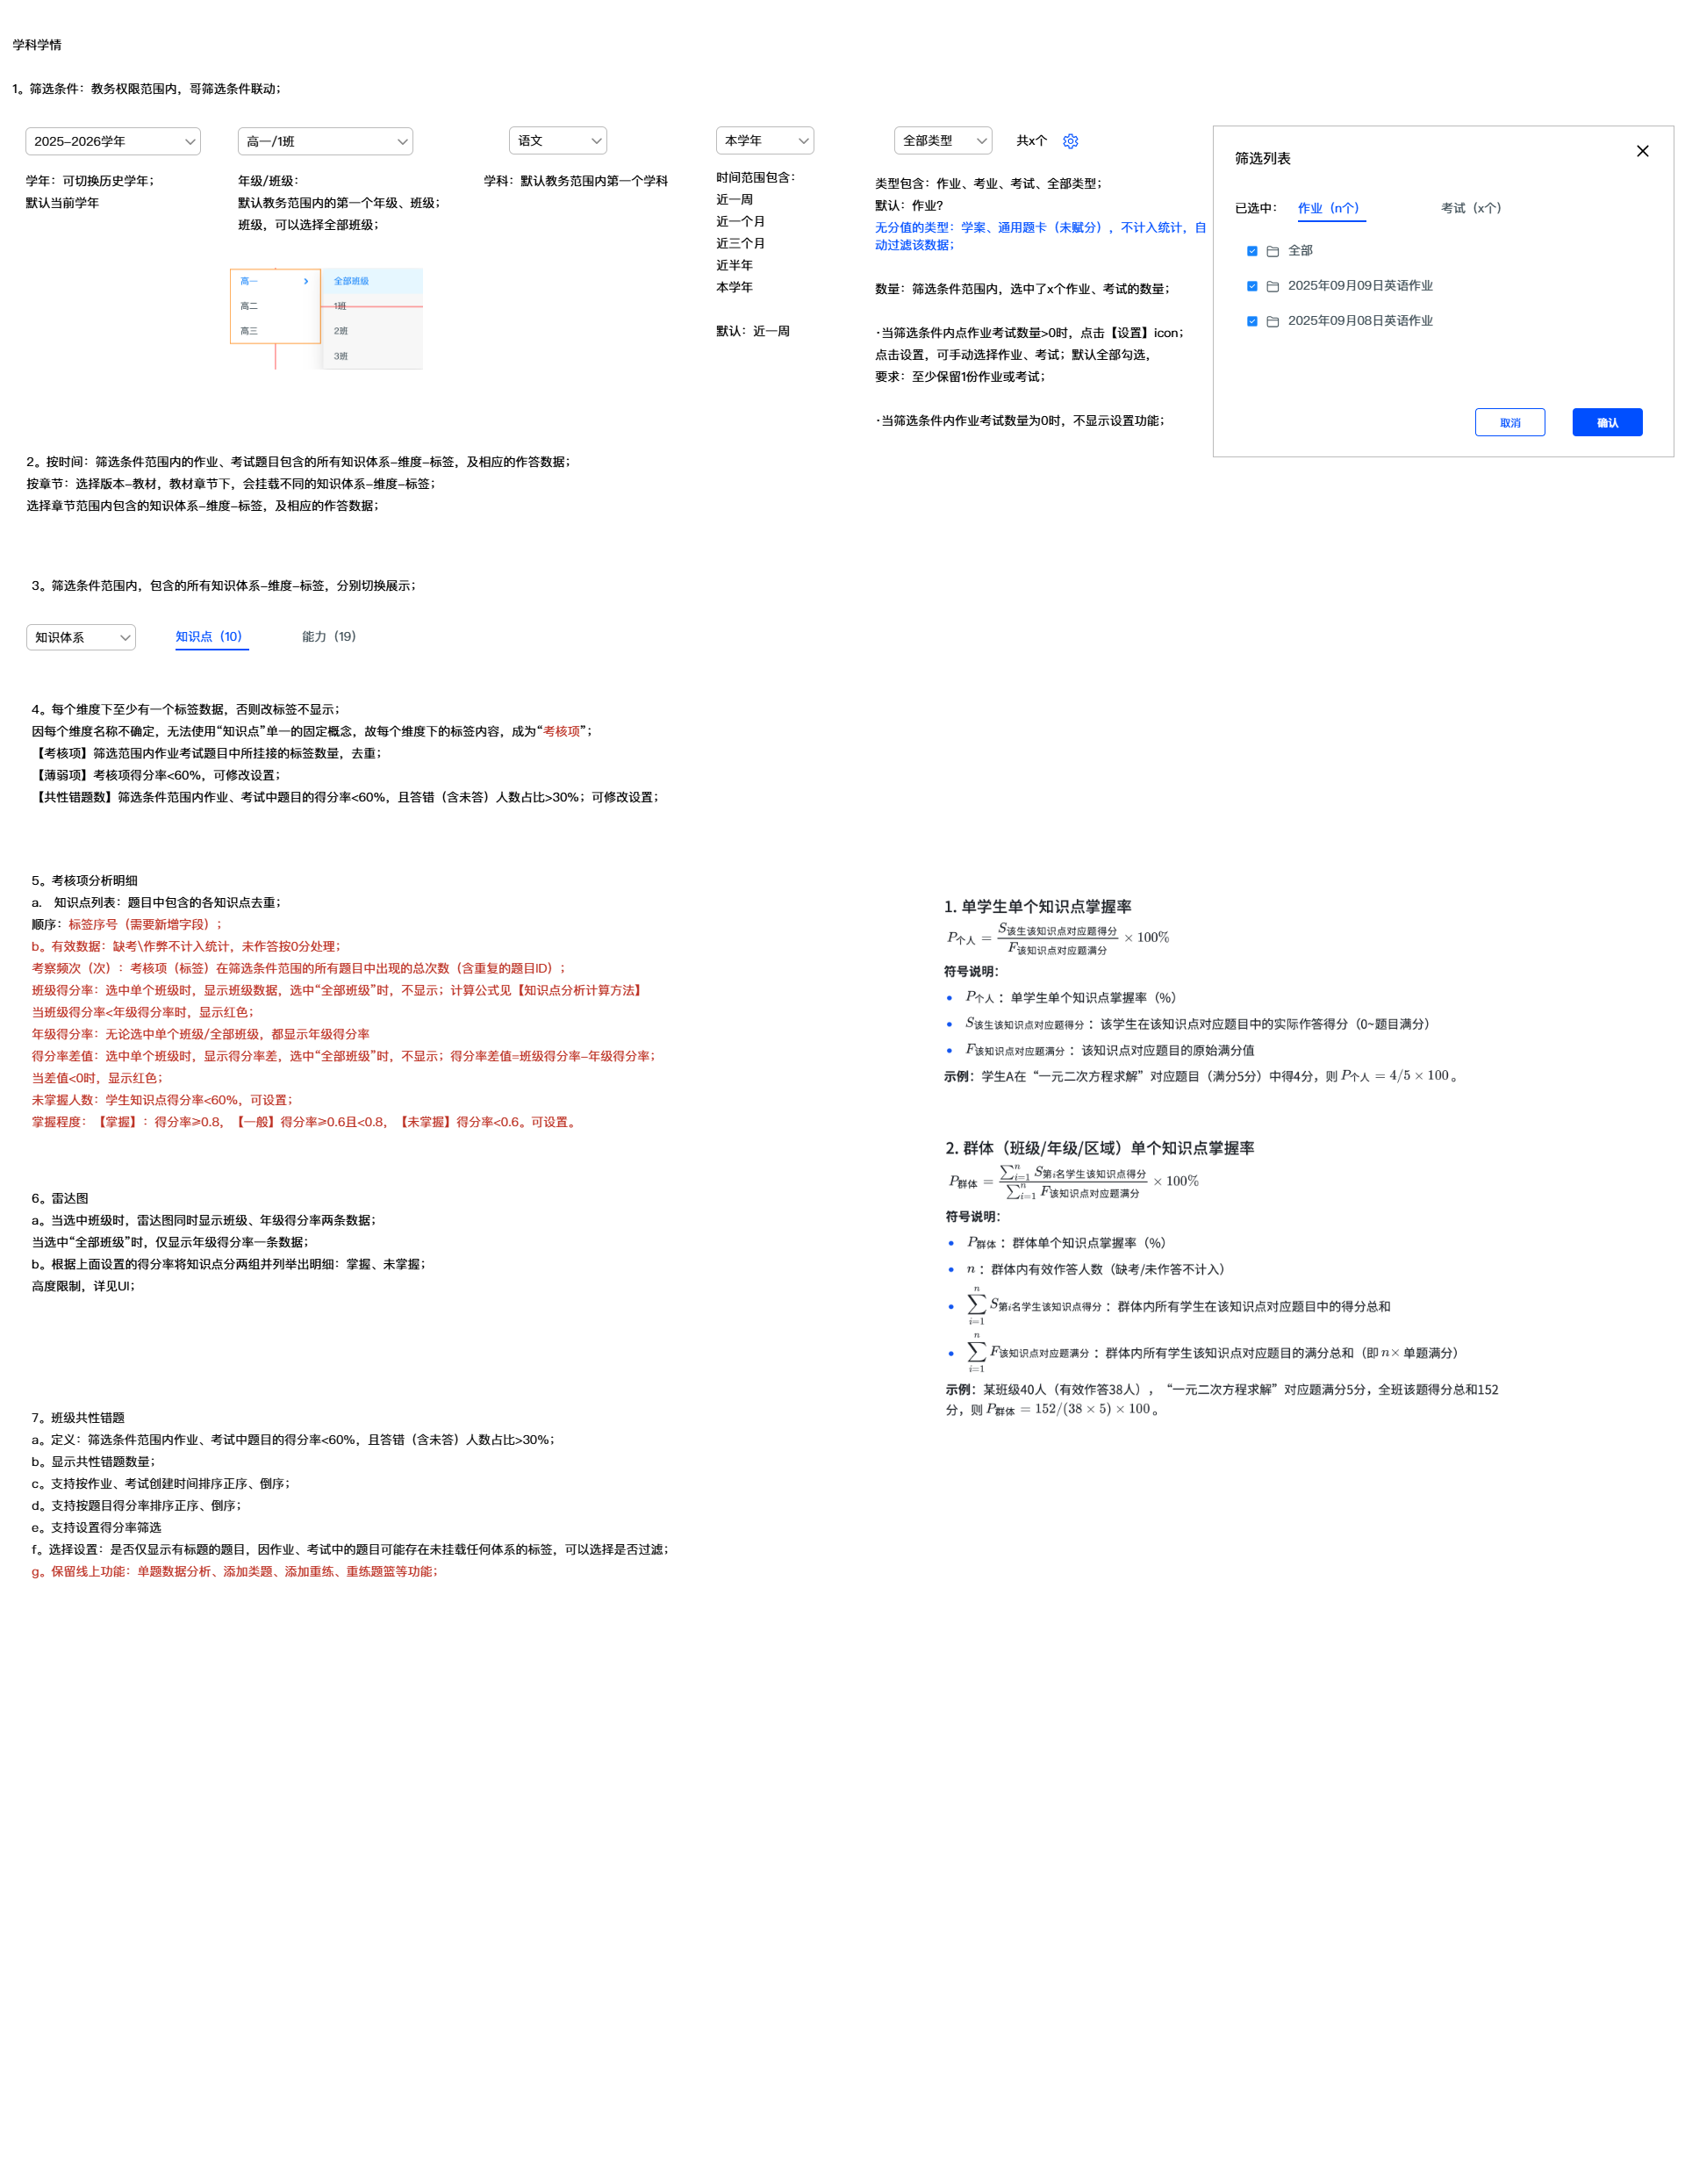 学科学情
1。筛选条件：教务权限范围内，哥筛选条件联动；
2025-2026学年
高一/1班
语文
本学年
全部类型
共x个
学年：可切换历史学年；
默认当前学年
年级/班级：
默认教务范围内的第一个年级、班级；
班级，可以选择全部班级；
高一
高二
高三
全部班级
1班
2班
3班
学科：默认教务范围内第一个学科
时间范围包含：
近一周
近一个月
近三个月
近半年
本学年
默认：近一周
类型包含：作业、考业、考试、全部类型；
默认：作业？
无分值的类型：学案、通用题卡（未赋分），不计入统计，自
动过滤该数据；
数量：筛选条件范围内，选中了x个作业、考试的数量；
·当筛选条件内点作业考试数量>0时，点击【设置】icon；
点击设置，可手动选择作业、考试；默认全部勾选，
要求：至少保留1份作业或考试；
·当筛选条件内作业考试数量为0时，不显示设置功能；
筛选列表
已选中：
作业（n个）
考试（x个）
全部
2025年09月09日英语作业
2025年09月08日英语作业
取消
确认
2。按时间：筛选条件范围内的作业、考试题目包含的所有知识体系-维度-标签，及相应的作答数据；
按章节：选择版本-教材，教材章节下，会挂载不同的知识体系-维度-标签；
选择章节范围内包含的知识体系-维度-标签，及相应的作答数据；
3。筛选条件范围内，包含的所有知识体系-维度-标签，分别切换展示；
知识体系
知识点（10）
能力（19）
4。每个维度下至少有一个标签数据，否则改标签不显示；
因每个维度名称不确定，无法使用“知识点”单一的固定概念，故每个维度下的标签内容，成为“考核项”；
【考核项】筛选范围内作业考试题目中所挂接的标签数量，去重；
【薄弱项】考核项得分率<60%，可修改设置；
【共性错题数】筛选条件范围内作业、考试中题目的得分率<60%，且答错（含未答）人数占比>30%；可修改设置；
5。考核项分析明细
a.  知识点列表：题目中包含的各知识点去重；
顺序：标签序号（需要新增字段）；
b。有效数据：缺考\作弊不计入统计，未作答按0分处理；
考察频次（次）：考核项（标签）在筛选条件范围的所有题目中出现的总次数（含重复的题目ID）；
班级得分率：选中单个班级时，显示班级数据，选中“全部班级”时，不显示；计算公式见【知识点分析计算方法】
当班级得分率<年级得分率时，显示红色；
年级得分率：无论选中单个班级/全部班级，都显示年级得分率
得分率差值：选中单个班级时，显示得分率差，选中“全部班级”时，不显示；得分率差值=班级得分率-年级得分率；
当差值<0时，显示红色；
未掌握人数：学生知识点得分率<60%，可设置；
掌握程度：【掌握】：得分率≥0.8，【一般】得分率≥0.6且<0.8，【未掌握】得分率<0.6。可设置。
6。雷达图
a。当选中班级时，雷达图同时显示班级、年级得分率两条数据；
当选中“全部班级”时，仅显示年级得分率一条数据；
b。根据上面设置的得分率将知识点分两组并列举出明细：掌握、未掌握；
高度限制，详见UI；
7。班级共性错题
a。定义：筛选条件范围内作业、考试中题目的得分率<60%，且答错（含未答）人数占比>30%；
b。显示共性错题数量；
c。支持按作业、考试创建时间排序正序、倒序；
d。支持按题目得分率排序正序、倒序；
e。支持设置得分率筛选
f。选择设置：是否仅显示有标题的题目，因作业、考试中的题目可能存在未挂载任何体系的标签，可以选择是否过滤；
g。保留线上功能：单题数据分析、添加类题、添加重练、重练题篮等功能；
1. 单学生单个知识点掌握率
P个人 = S该生该知识点对应题得分 / F该知识点对应题满分 × 100%
符号说明：
• P个人：单学生单个知识点掌握率（%）
• S该生该知识点对应题得分：该学生在该知识点对应题目中的实际作答得分（0~题目满分）
• F该知识点对应题满分：该知识点对应题目的原始满分值
示例：学生A在“一元二次方程求解”对应题目（满分5分）中得4分，则 P个人 = 4/5 × 100。
2. 群体（班级/年级/区域）单个知识点掌握率
P群体 = ∑ⁿᵢ₌₁ S第i名学生该知识点得分 / ∑ⁿᵢ₌₁ F该知识点对应题满分 × 100%
符号说明：
• P群体：群体单个知识点掌握率（%）
• n：群体内有效作答人数（缺考/未作答不计入）
• ∑ⁿᵢ₌₁ S第i名学生该知识点得分：群体内所有学生在该知识点对应题目中的得分总和
• ∑ⁿᵢ₌₁ F该知识点对应题满分：群体内所有学生该知识点对应题目的满分总和（即 n× 单题满分）
示例：某班级40人（有效作答38人），“一元二次方程求解”对应题满分5分，全班该题得分总和152
分，则 P群体 = 152/(38 × 5) × 100。